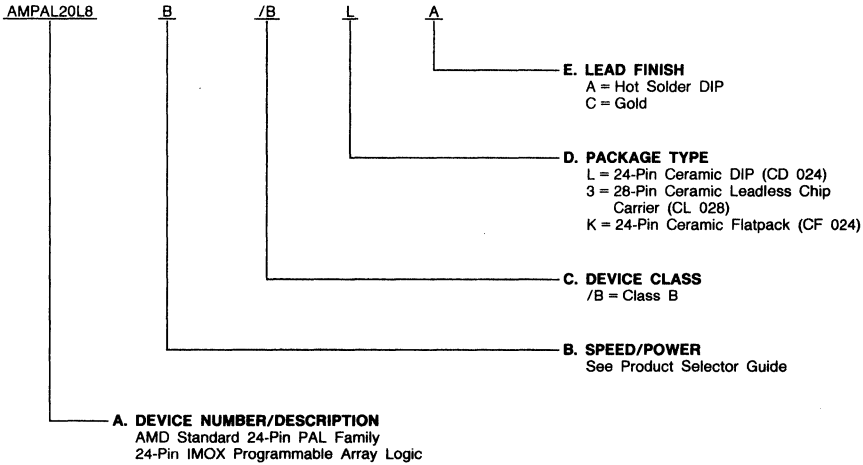 AMPAL20L8 B /B L A
E. LEAD FINISH
A = Hot Solder DIP
C = Gold
D. PACKAGE TYPE
L = 24-Pin Ceramic DIP (CD 024)
3 = 28-Pin Ceramic Leadless Chip
Carrier (CL 028)
K = 24-Pin Ceramic Flatpack (CF 024)
C. DEVICE CLASS
/B = Class B
B. SPEED/POWER
See Product Selector Guide
A. DEVICE NUMBER/DESCRIPTION
AMD Standard 24-Pin PAL Family
24-Pin IMOX Programmable Array Logic